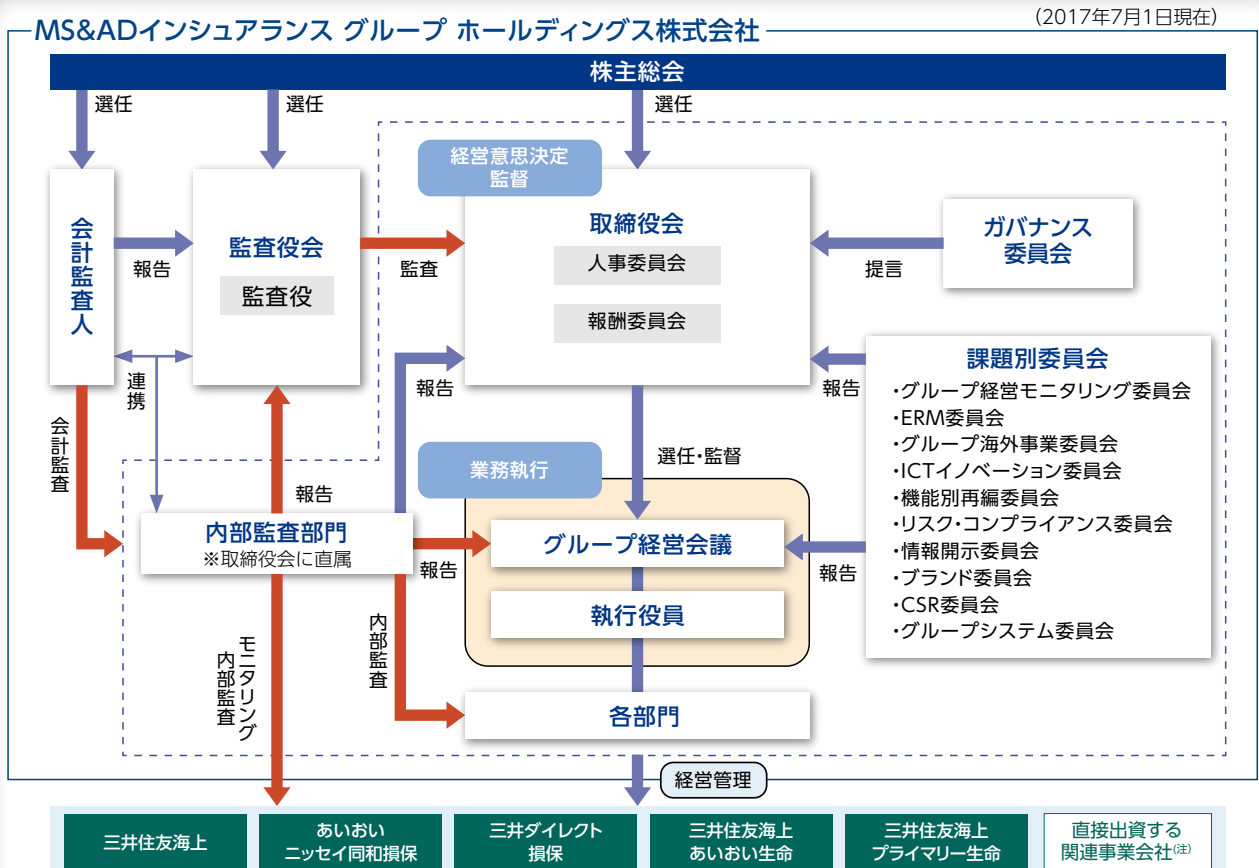 (2017年7月1日現在)
MS&ADインシュアランス グループ ホールディングス株式会社
株主総会
選任
選任
選任
経営意思決定
監督
会計監査人
報告
監査役会
監査役
監査
取締役会
人事委員会
報酬委員会
提言
ガバナンス
委員会
連携
報告
報告
課題別委員会
・グループ経営モニタリング委員会
・ERM委員会
・グループ海外事業委員会
・ICTイノベーション委員会
・機能別再編委員会
・リスク・コンプライアンス委員会
・情報開示委員会
・ブランド委員会
・CSR委員会
・グループシステム委員会
会計監査
選任・監督
業務執行
報告
内部監査部門
※取締役会に直属
報告
グループ経営会議
報告
執行役員
内部監査
モニタリング
内部監査
各部門
経営管理
三井住友海上
あいおい
ニッセイ同和損保
三井ダイレクト
損保
三井住友海上
あいおい生命
三井住友海上
プライマリー生命
直接出資する
関連事業会社(注)